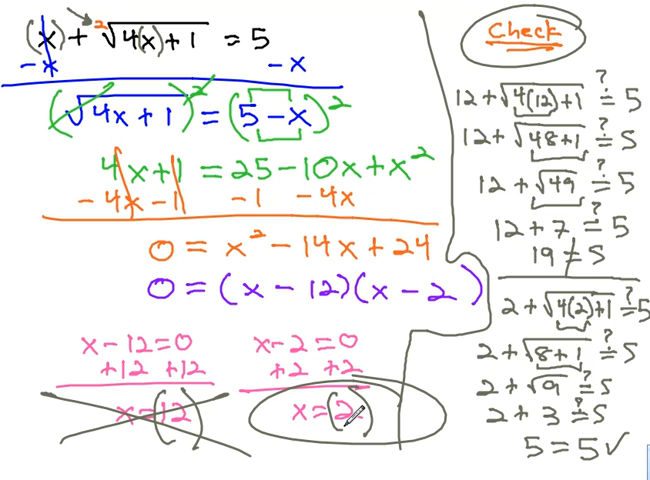 (x) + ²√4(x)+1 = 5
-x -x
(√4x+1)² = (5-x)²
4x+1 = 25-10x+x²
-4x-1 -1 -4x
0 = x²-14x+24
0 = (x-12)(x-2)
x-12=0 x-2=0
+12 +12 +2 +2
x=(12) x=(2)
Check
12+√4(12)+1 ≟ 5
12+√48+1 ≟ 5
12+√49 ≟ 5
12+7 ≟ 5
19≠5
2+√4(2)+1 ≟ 5
2+√8+1 ≟ 5
2+√9 ≟ 5
2+3 ≟ 5
5=5✓